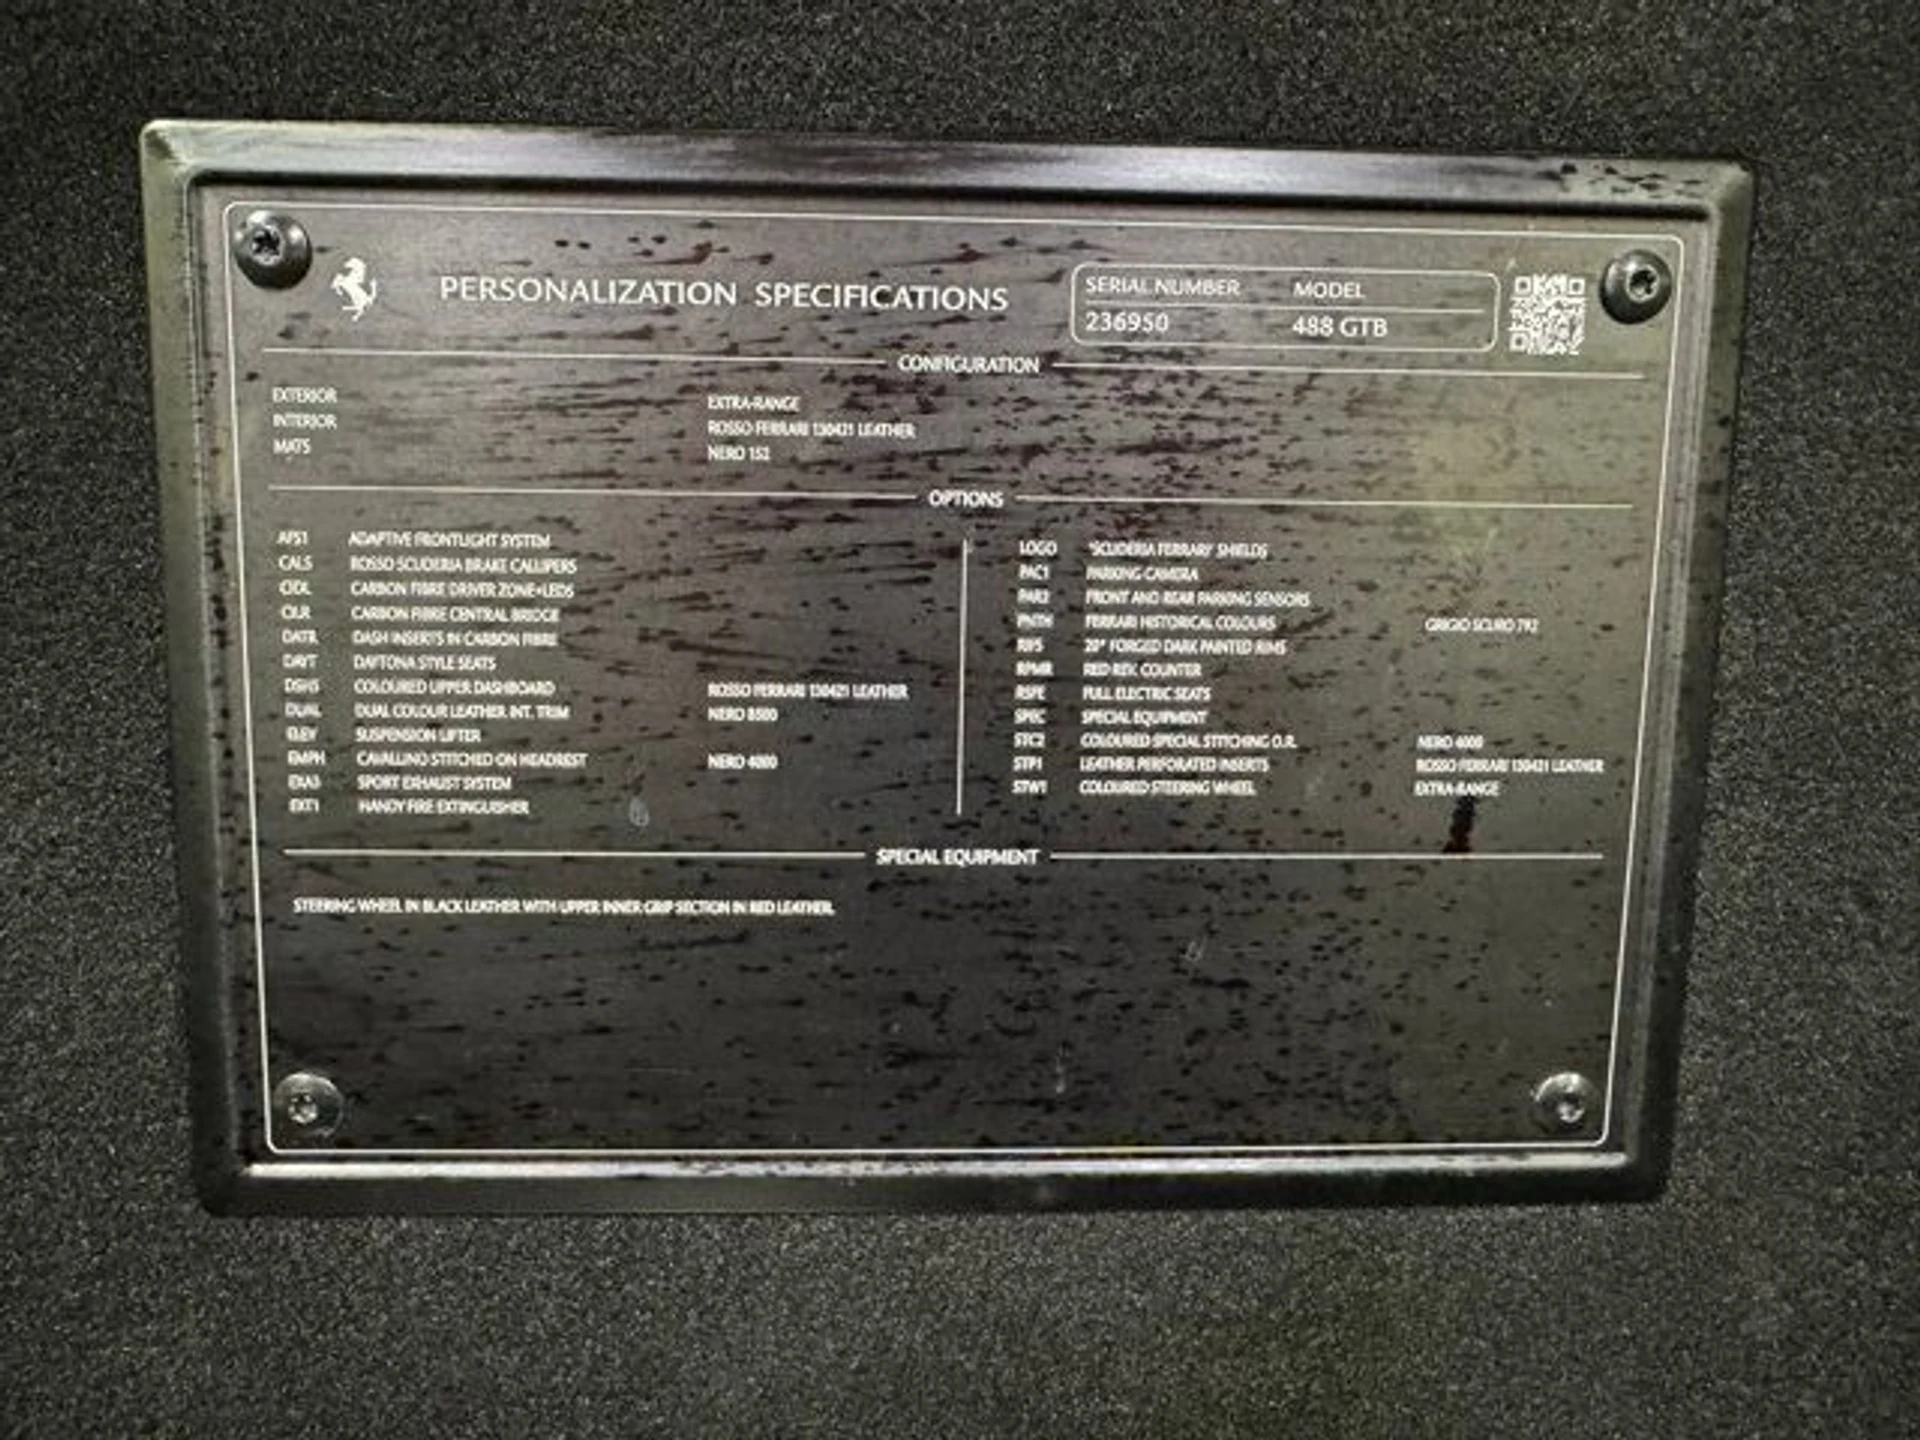 PERSONALIZATION SPECIFICATIONS
SERIAL NUMBER MODEL
236950 488 GTB
CONFIGURATION
EXTERIOR EXTRA-RANGE
INTERIOR ROSSO FERRARI 130421 LEATHER
MATS NERO 152
OPTIONS
AFS1 ADAPTIVE FRONTLIGHT SYSTEM
CALS ROSSO SCUDERIA BRAKE CALLIPERS
CARBON FIBRE DRIVER ZONE+LEDS
CARBON FIBRE CENTRAL BRIDGE
DATR DASH INSERTS IN CARBON FIBRE
DAYT DAYTONA STYLE SEATS
DSH5 COLOURED UPPER DASHBOARD ROSSO FERRARI 130421 LEATHER
DUAL DUAL COLOUR LEATHER INT. TRIM NERO 8500
ELEV SUSPENSION LIFTER
EMPH CAVALLINO STITCHED ON HEADREST NERO
EXA3 SPORT EXHAUST SYSTEM
EXT1 HANDY FIRE EXTINGUISHER
LOGO "SCUDERIA FERRARI" SHIELDS
PAC1 PARKING CAMERA
PAR2 FRONT AND REAR PARKING SENSORS
PNTH FERRARI HISTORICAL COLOURS GRIGIO SCURO 792
20" FORGED DARK PAINTED RIMS
RPMR RED REV. COUNTER
RSFE FULL ELECTRIC SEATS
SPEC SPECIAL EQUIPMENT
STC2 COLOURED SPECIAL STITCHING O.R. NERO
STP1 LEATHER PERFORATED INSERTS ROSSO FERRARI 130421 LEATHER
STW1 COLOURED STEERING WHEEL EXTRA-RANGE
SPECIAL EQUIPMENT
STEERING WHEEL IN BLACK LEATHER WITH UPPER INNER GRIP SECTION IN RED LEATHER.